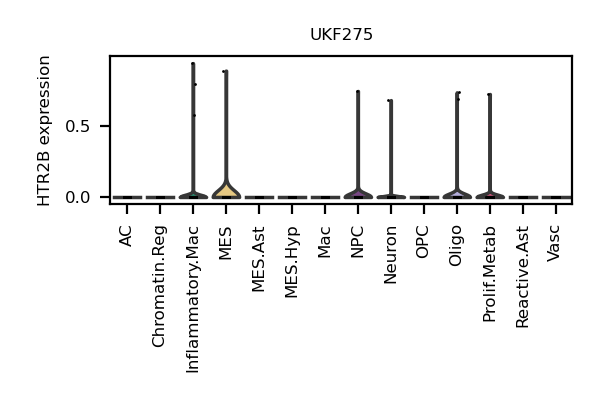 UKF275
HTR2B expression
0.5
0.0
AC
Chromatin.Reg
Inflammatory.Mac
MES
MES.Ast
MES.Hyp
Mac
NPC
Neuron
OPC
Oligo
Prolif.Metab
Reactive.Ast
Vasc